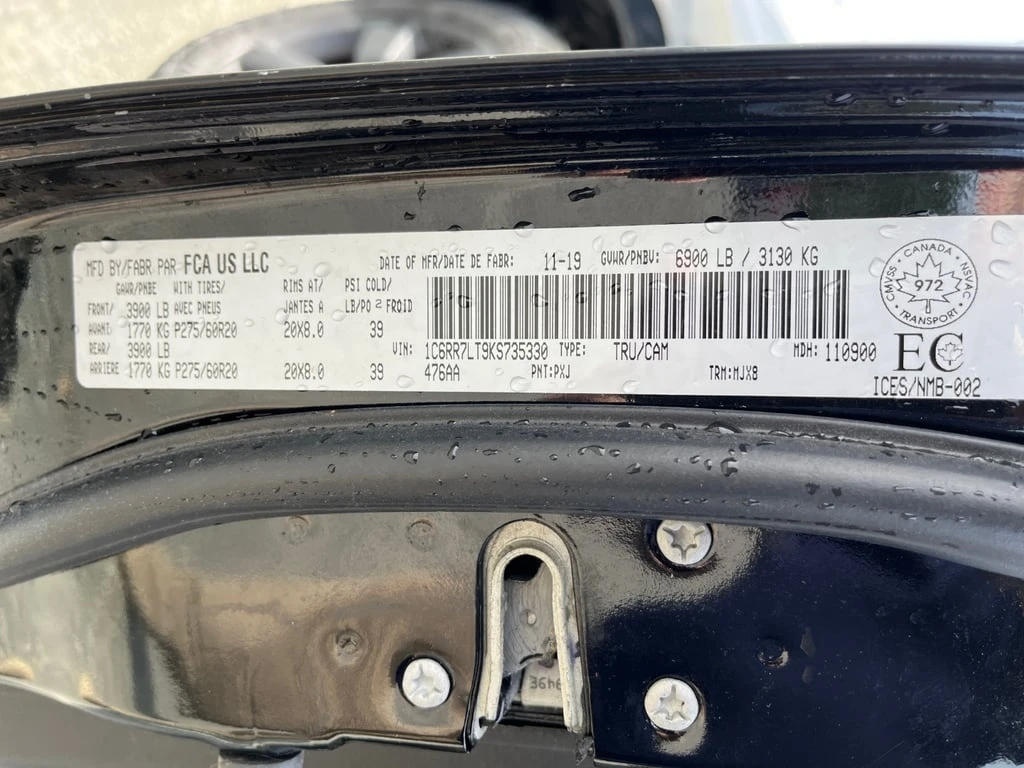 MFD BY/FABR PAR FCA US LLC
DATE OF MFR/DATE DE FABR: 11-19 GVWR/PNBV: 6900 LB / 3130 KG
GAWR/PNBE WITH TIRES/ RIMS AT/ PSI COLD/
FRONT/ 3900 LB AVEC PNEUS JANTES A LB/PO 2 FROID
AVANT: 1770 KG P275/60R20 20X8.0 39
REAR/ 3900 LB
ARRIERE 1770 KG P275/60R20 20X8.0 39
VIN: 1C6RR7LT9KS735330 TYPE: TRU/CAM MDH: 110900
476AA PNT:PXJ TRM:MJX8
CANADA
CMVSS 972 NSVAC
TRANSPORT
EC
ICES/NMB-002